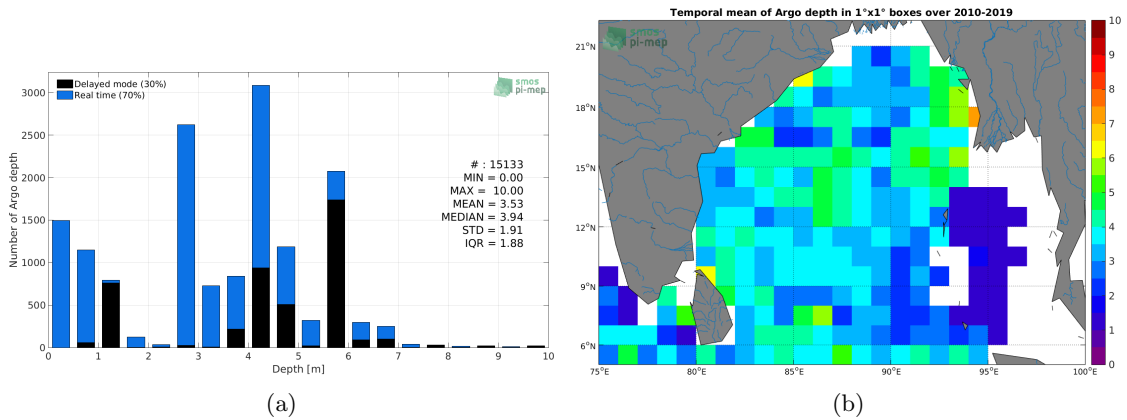 Delayed mode (30%)
Real time (70%)
smos
pi-mep
3000
2500
2000
1500
1000
500
0
Number of Argo depth
# : 15133
MIN = 0.00
MAX = 10.00
MEAN = 3.53
MEDIAN = 3.94
STD = 1.91
IQR = 1.88
1 2 3 4 5 6 7 8 9 10
Depth [m]
(a)
Temporal mean of Argo depth in 1°x1° boxes over 2010-2019
smos
pi-mep
21°N
18°N
15°N
12°N
9°N
6°N
75°E 80°E 85°E 90°E 95°E 100°E
10
9
8
7
6
5
4
3
2
1
0
(b)